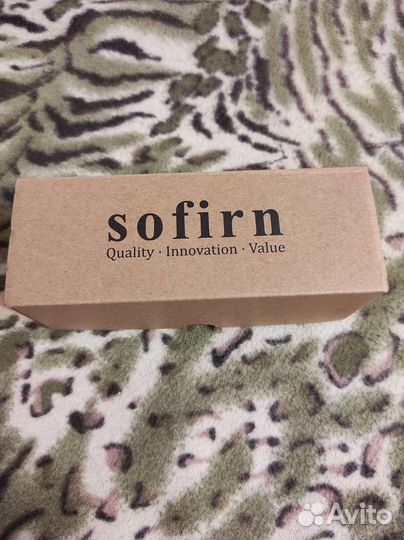 sofirn
Quality · Innovation · Value
Avito